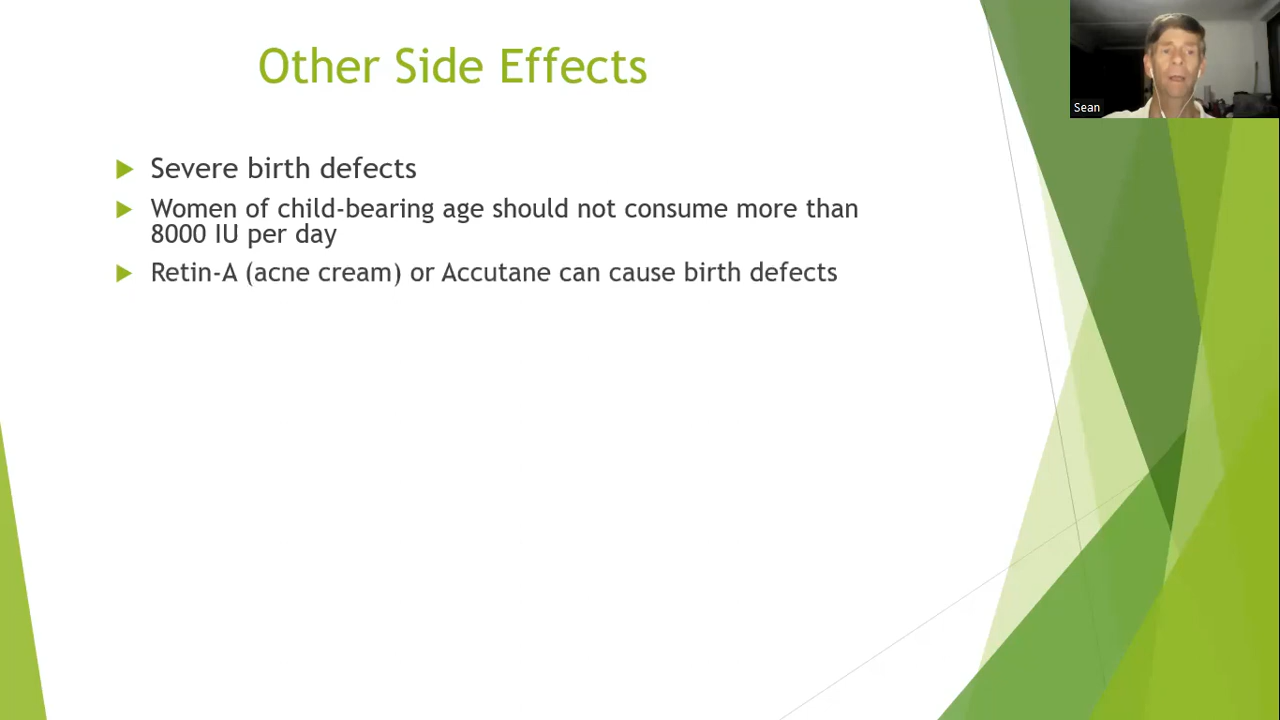 Other Side Effects
Sean
Severe birth defects
Women of child-bearing age should not consume more than
8000 IU per day
Retin-A (acne cream) or Accutane can cause birth defects